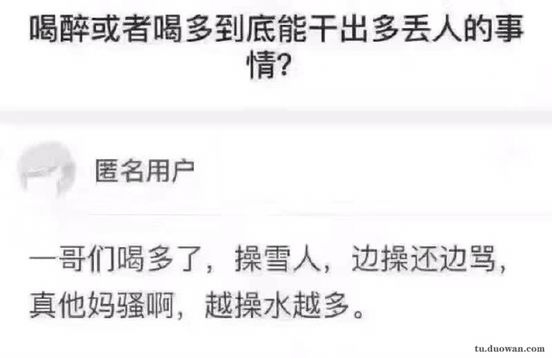 喝醉或者喝多到底能干出多丢人的事
情?
匿名用户
一哥们喝多了，操雪人，边操还边骂，
真他妈骚啊，越操水越多。
tu.duowan.com